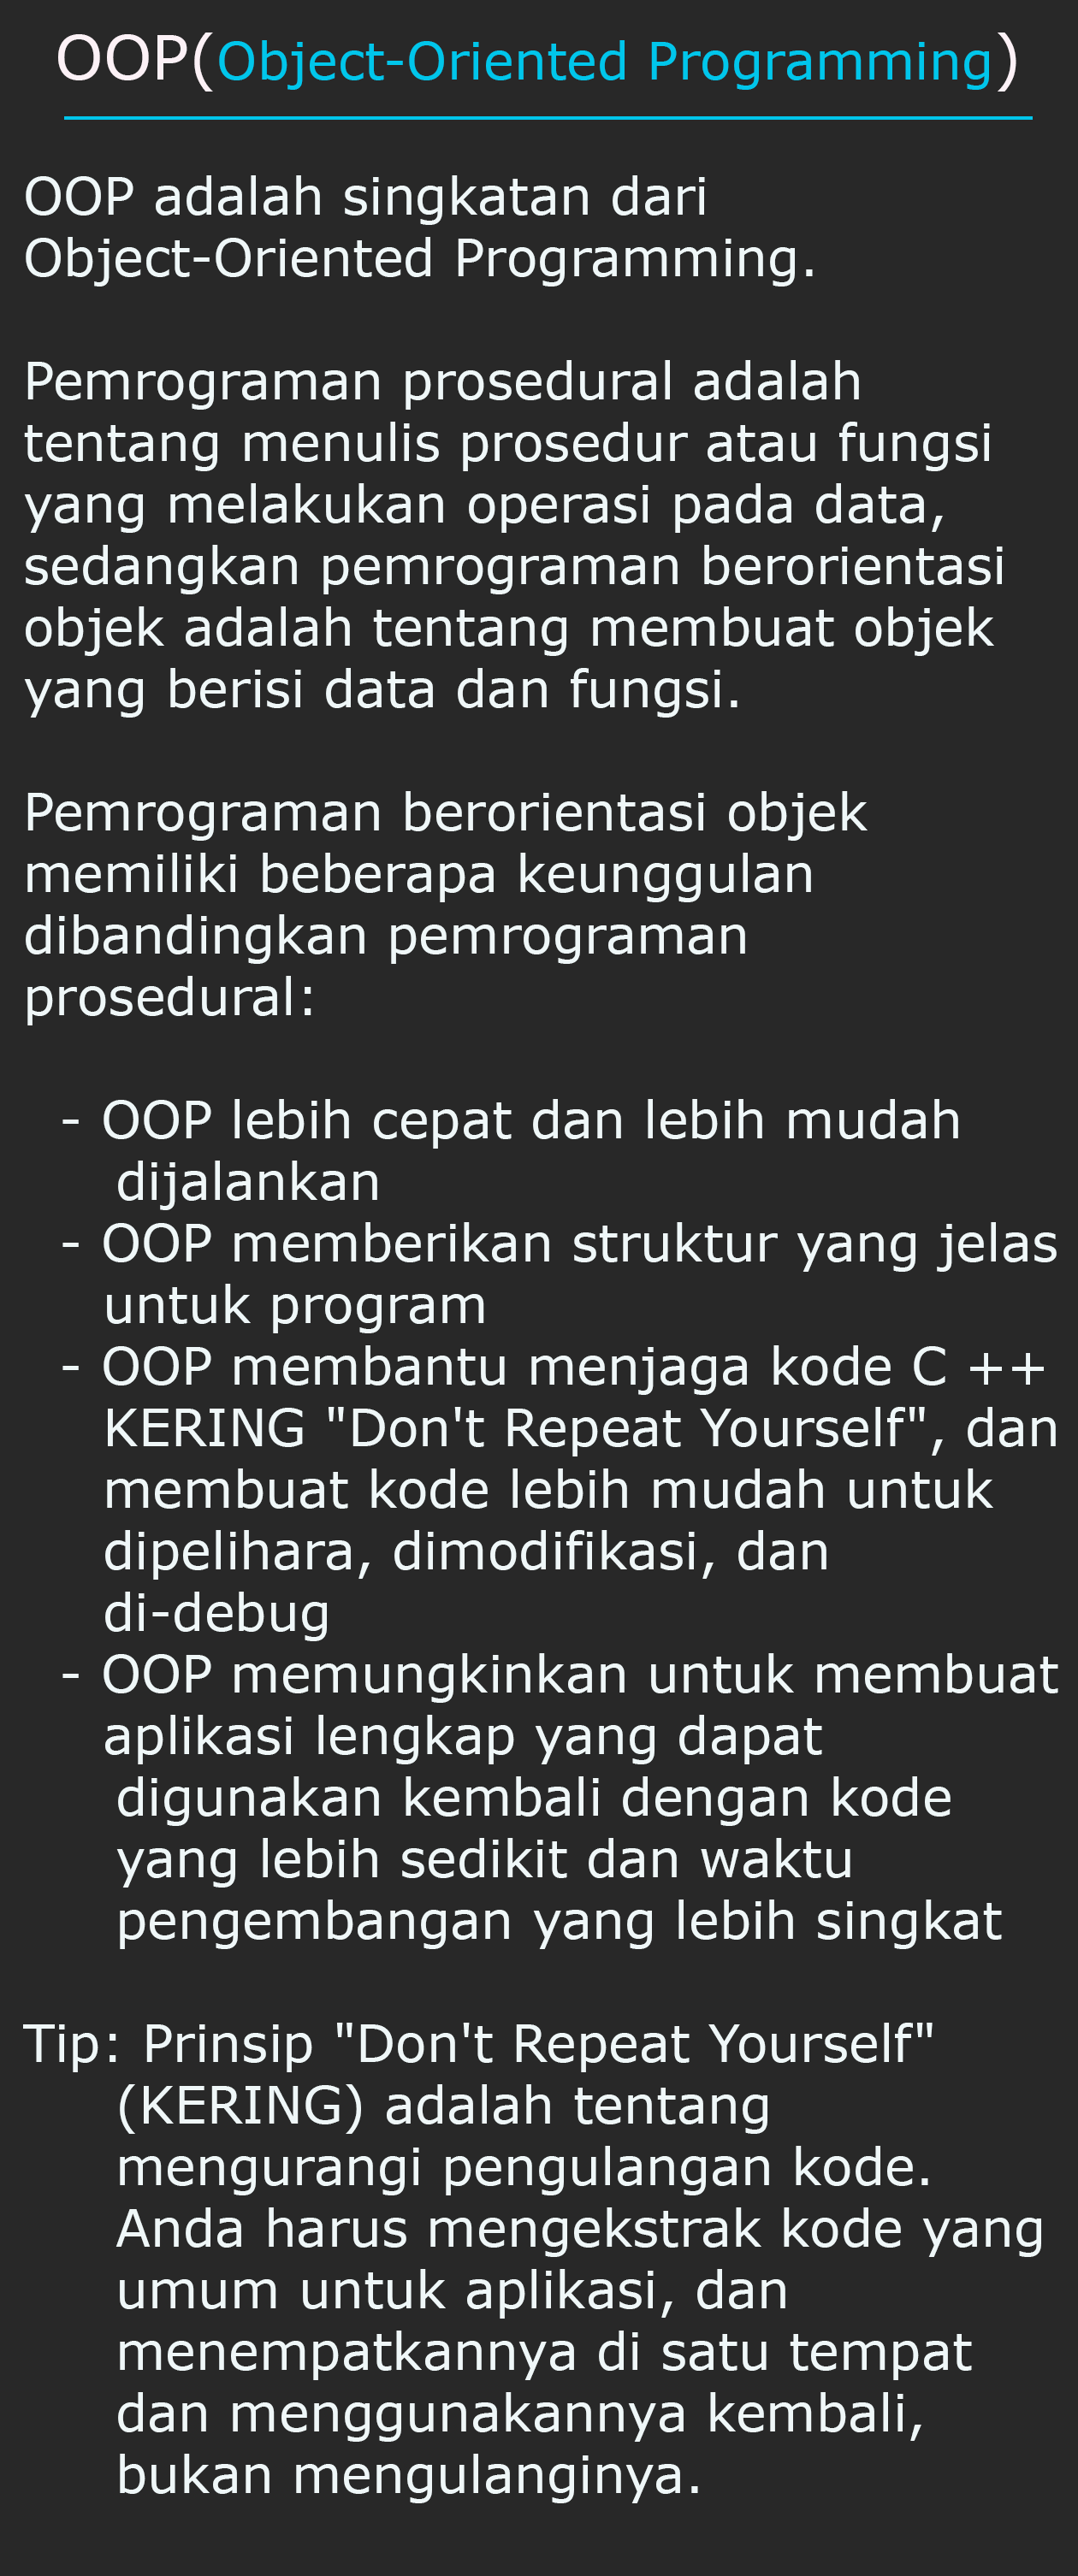 OOP(Object-Oriented Programming)
OOP adalah singkatan dari
Object-Oriented Programming.
Pemrograman prosedural adalah
tentang menulis prosedur atau fungsi
yang melakukan operasi pada data,
sedangkan pemrograman berorientasi
objek adalah tentang membuat objek
yang berisi data dan fungsi.
Pemrograman berorientasi objek
memiliki beberapa keunggulan
dibandingkan pemrograman
prosedural:
- OOP lebih cepat dan lebih mudah
dijalankan
- OOP memberikan struktur yang jelas
untuk program
- OOP membantu menjaga kode C ++
KERING "Don't Repeat Yourself", dan
membuat kode lebih mudah untuk
dipelihara, dimodifikasi, dan
di-debug
- OOP memungkinkan untuk membuat
aplikasi lengkap yang dapat
digunakan kembali dengan kode
yang lebih sedikit dan waktu
pengembangan yang lebih singkat
Tip: Prinsip "Don't Repeat Yourself"
(KERING) adalah tentang
mengurangi pengulangan kode.
Anda harus mengekstrak kode yang
umum untuk aplikasi, dan
menempatkannya di satu tempat
dan menggunakannya kembali,
bukan mengulanginya.